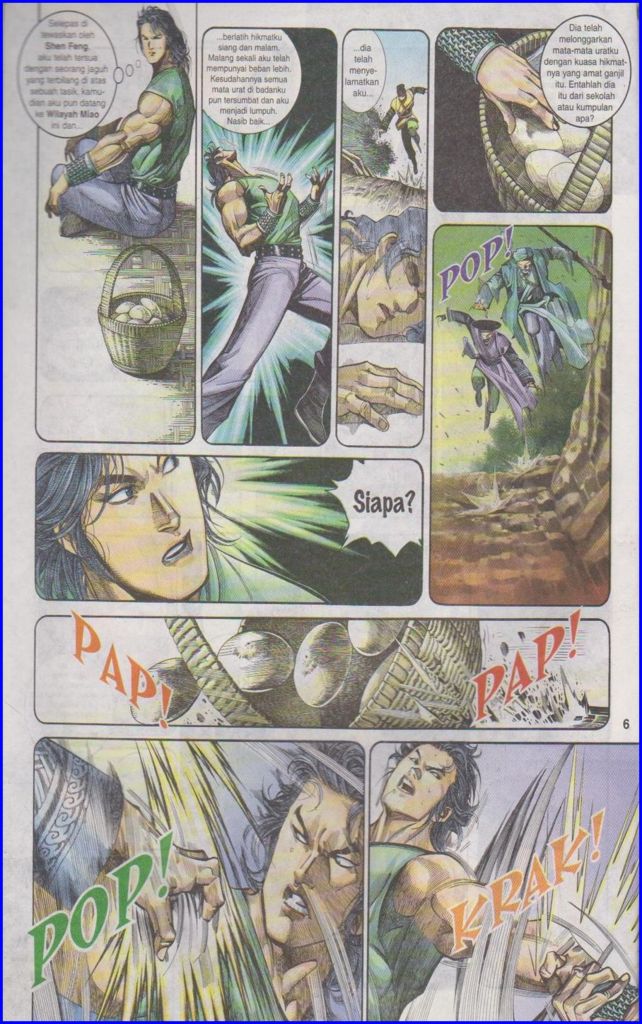 Selepas di
tewaskan oleh
Shen Feng,
aku telah tersua
dengan seorang jaguh
yang terbilang di atas
sebuah tasik, kamu-
dian aku pun datang
ke Wilayah Miao
ini dan...
...berlatih hikmatku
siang dan malam.
Malang sekali aku telah
mempunyai beban lebih.
Kesudahannya semua
mata urat di badanku
pun tersumbat dan aku
menjadi lumpuh.
Nasib baik...
...dia
telah
menye-
lamatkan
aku...
Dia telah
melonggarkan
mata-mata uratku
dengan kuasa hikmat-
nya yang amat ganjil
itu. Entahlah dia
itu dari sekolah
atau kumpulan
apa?
POP!
Siapa?
PAP!
PAP!
6
POP!
KRAK!